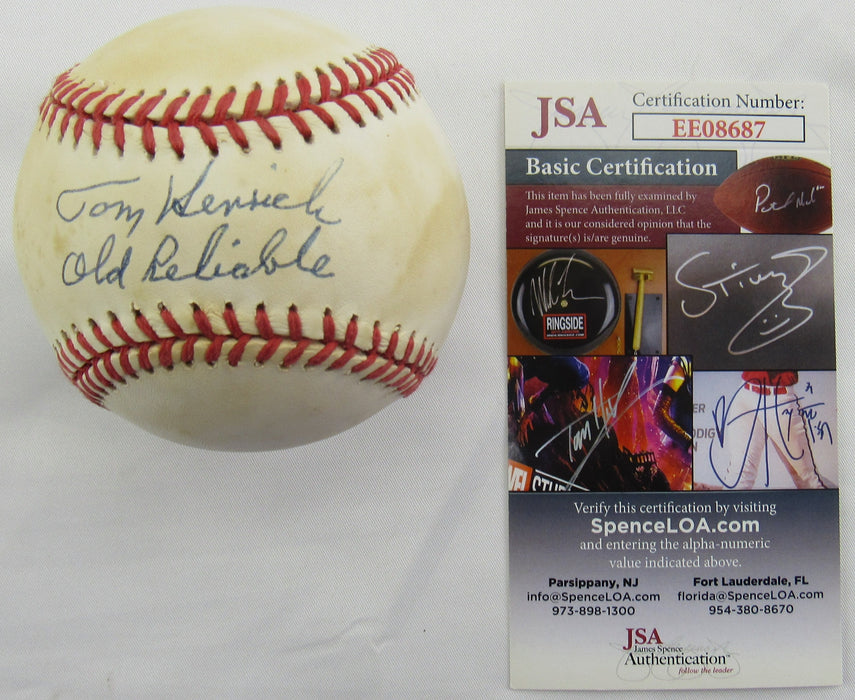 Tom Henrich
Old Reliable
JSA
Certification Number:
EE08687
Basic Certification
This item has been fully examined by
James Spence Authentication, LLC
and it is our considered opinion that the
signature(s) is/are genuine.
RINGSIDE
Verify this certification by visiting
SpenceLOA.com
and entering the alpha-numeric
value indicated above.
Parsippany, NJ
info@SpenceLOA.com
973-898-1300
Fort Lauderdale, FL
florida@SpenceLOA.com
954-380-8670
JSA
James Spence
Authentication™
follow the leader